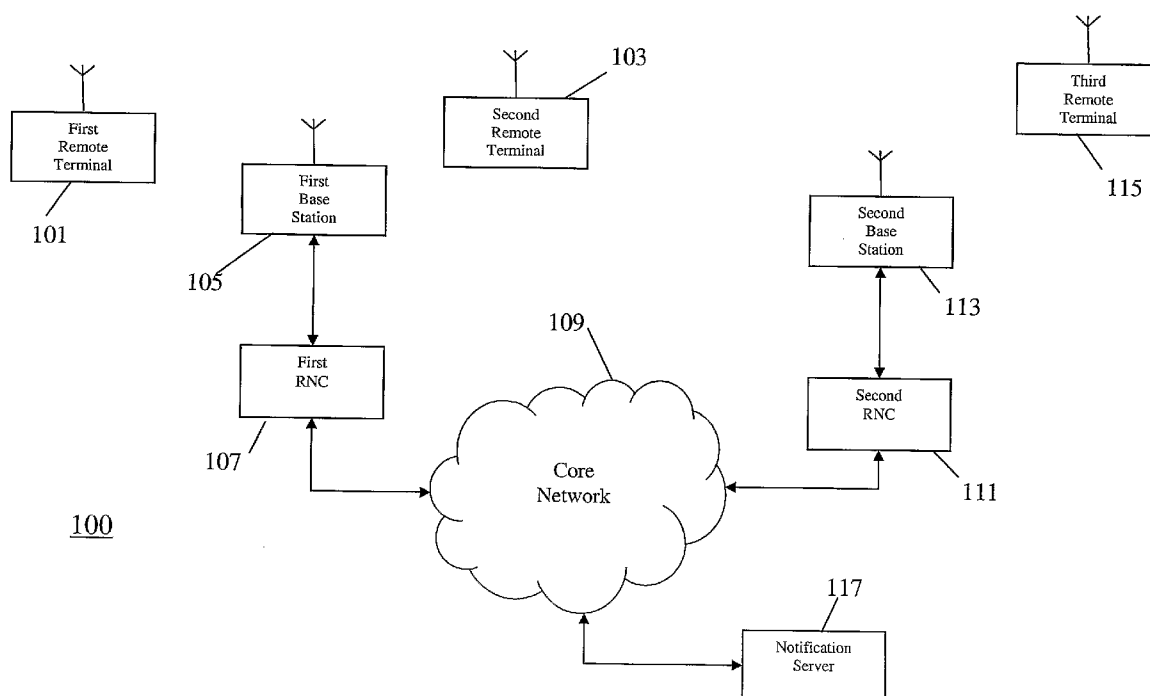 103
Third
Remote
Terminal
First
Remote
Terminal
Second
Remote
Terminal
115
101
First
Base
Station
105
Second
Base
Station
113
109
First
RNC
107
Second
RNC
111
Core
Network
100
117
Notification
Server